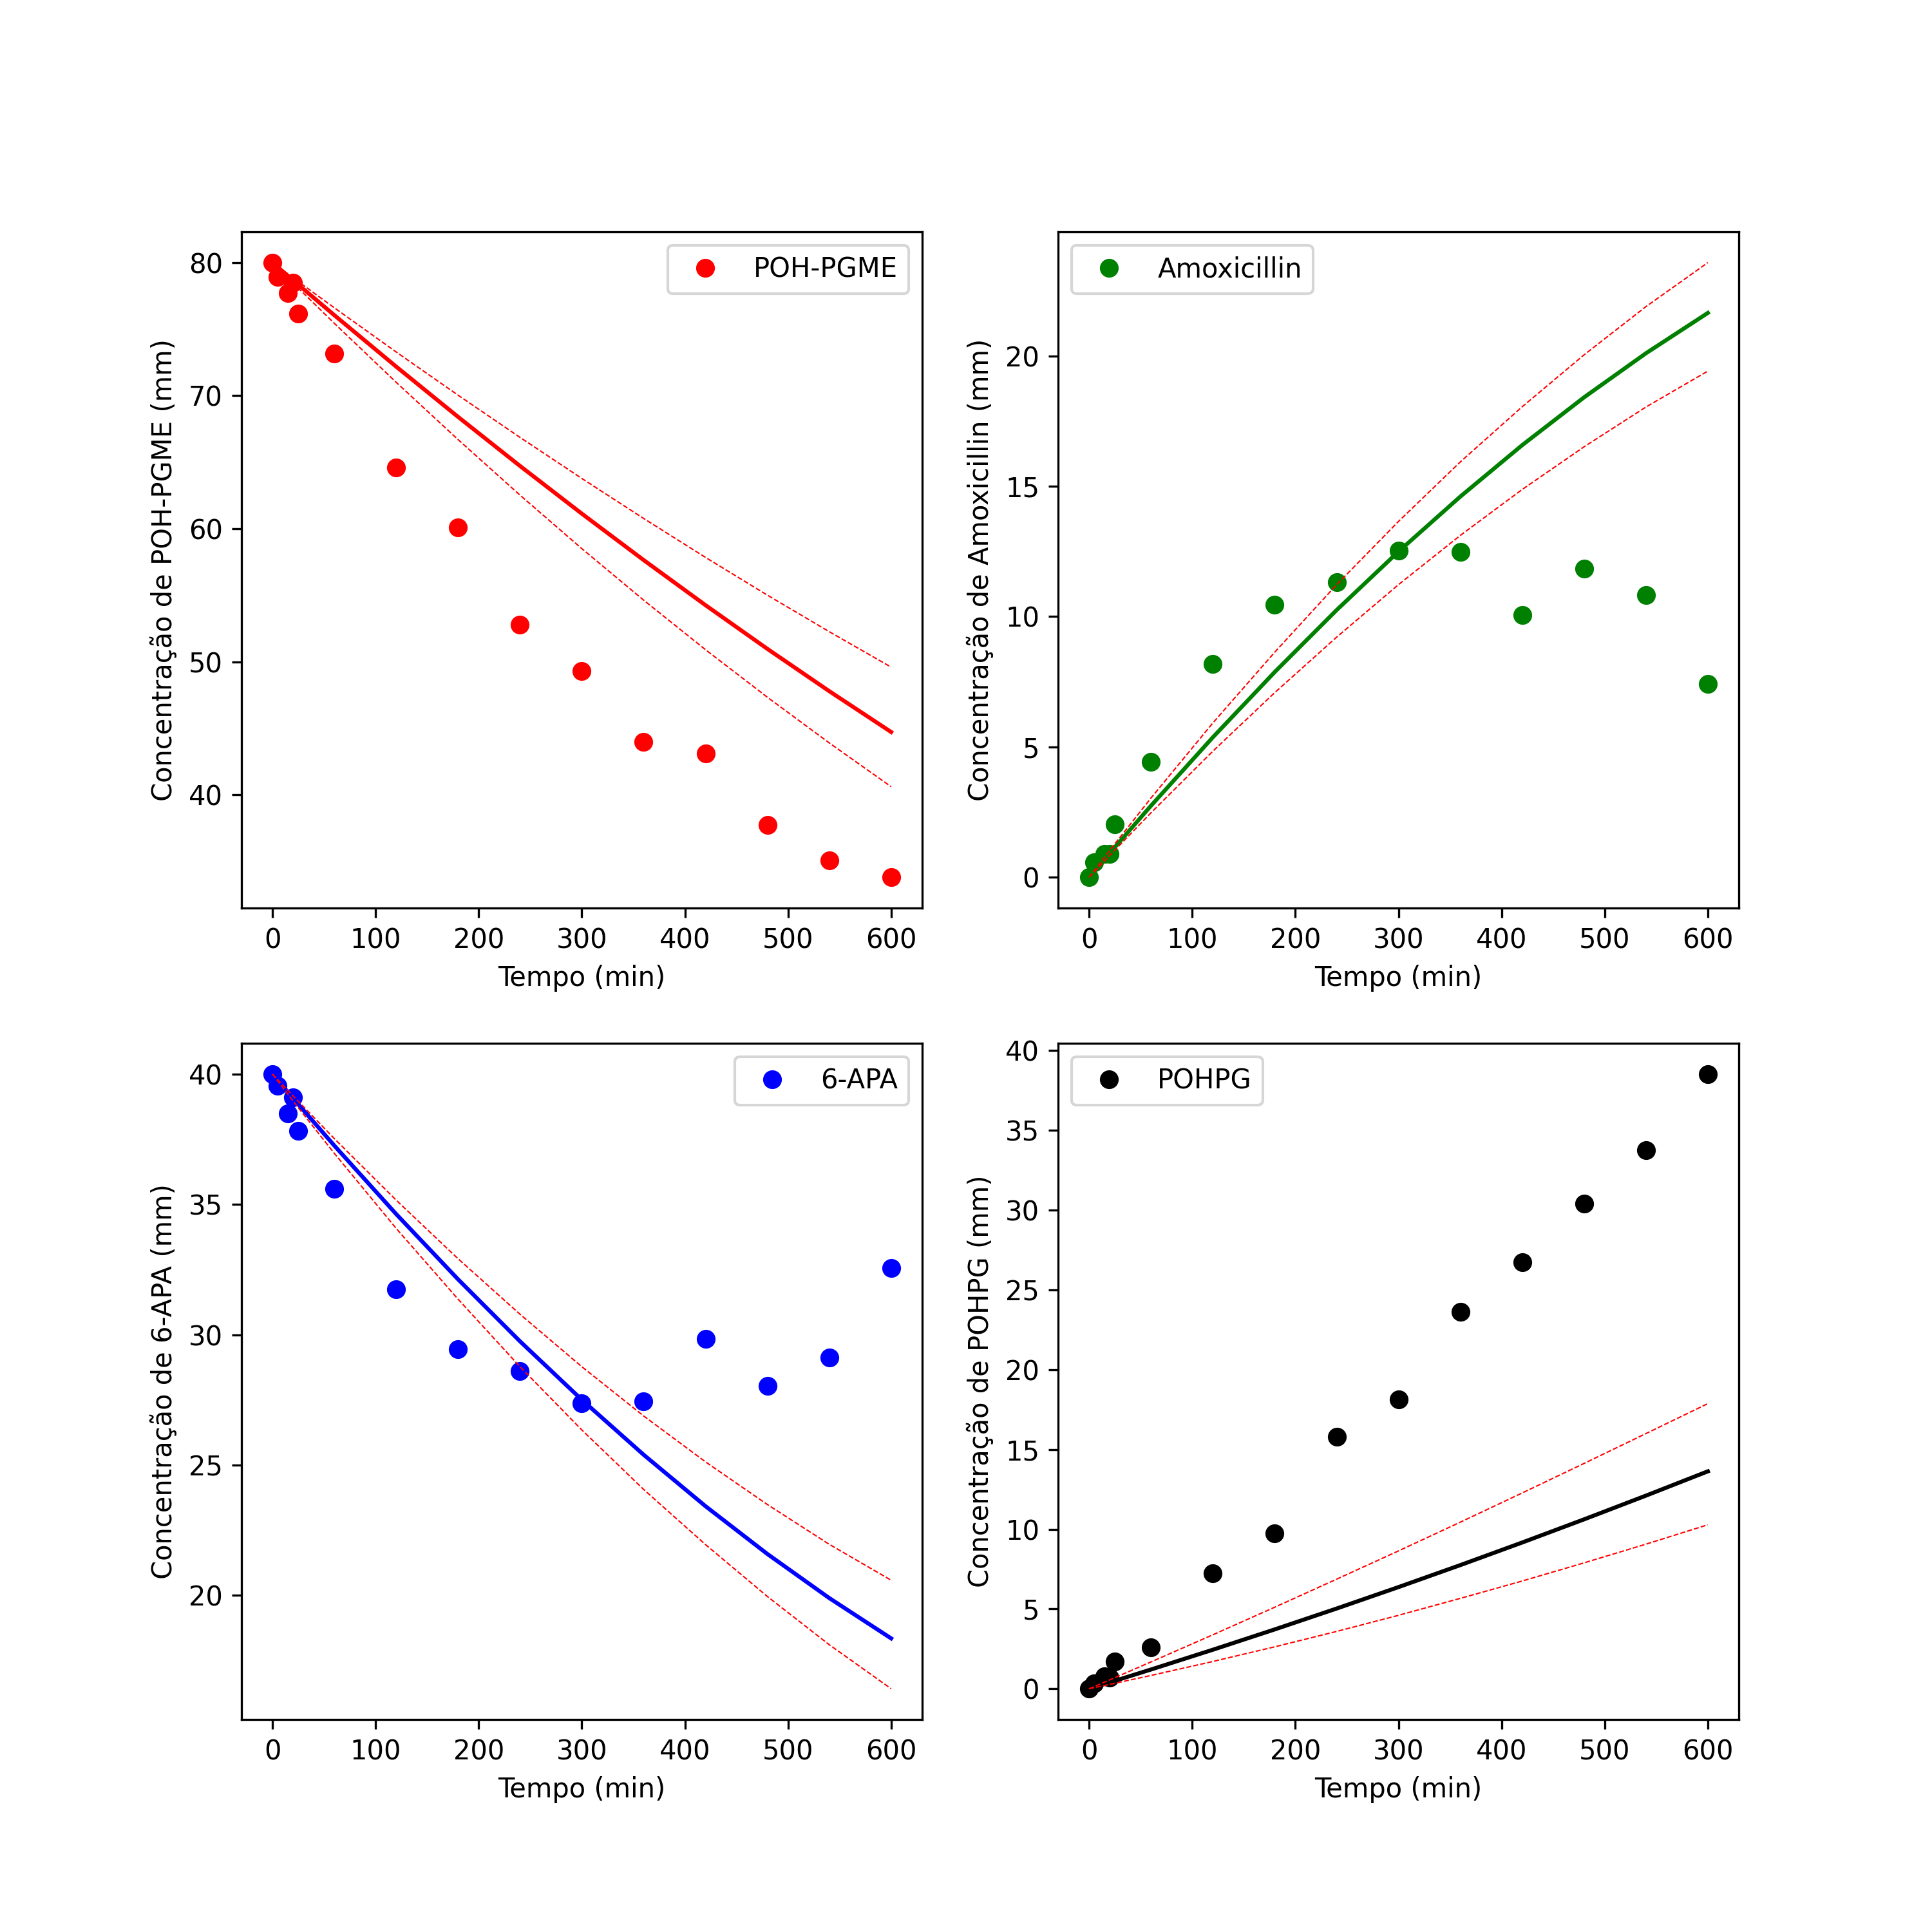 POH-PGME
Concentração de POH-PGME (mm)
80
70
60
50
40
0 100 200 300 400 500 600
Tempo (min)
Amoxicillin
Concentração de Amoxicillin (mm)
20
15
10
5
0
0 100 200 300 400 500 600
Tempo (min)
6-APA
Concentração de 6-APA (mm)
40
35
30
25
20
0 100 200 300 400 500 600
Tempo (min)
POHPG
Concentração de POHPG (mm)
40
35
30
25
20
15
10
5
0
0 100 200 300 400 500 600
Tempo (min)